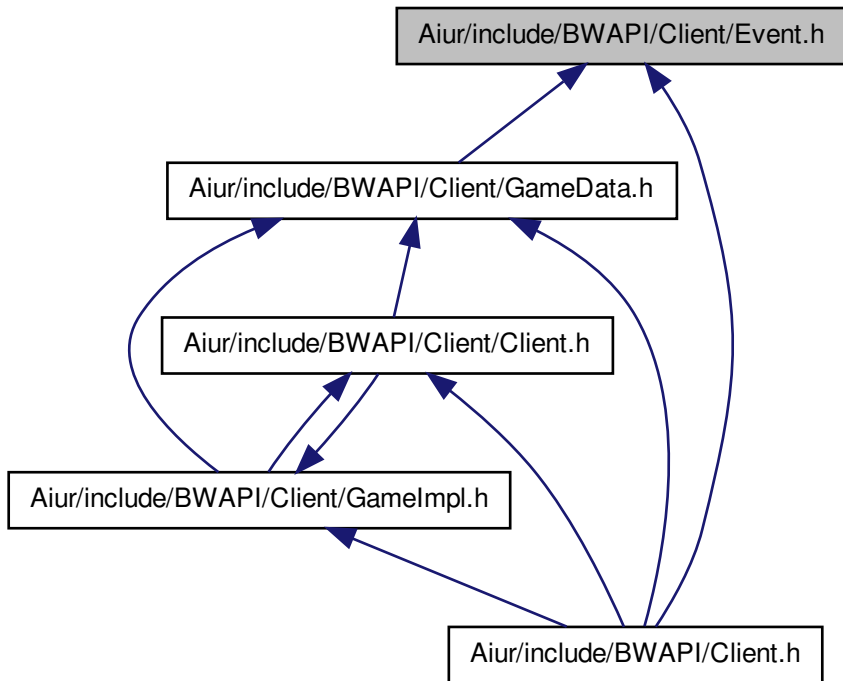 Aiur/include/BWAPI/Client/Event.h
Aiur/include/BWAPI/Client/GameData.h
Aiur/include/BWAPI/Client/Client.h
Aiur/include/BWAPI/Client/GameImpl.h
Aiur/include/BWAPI/Client.h